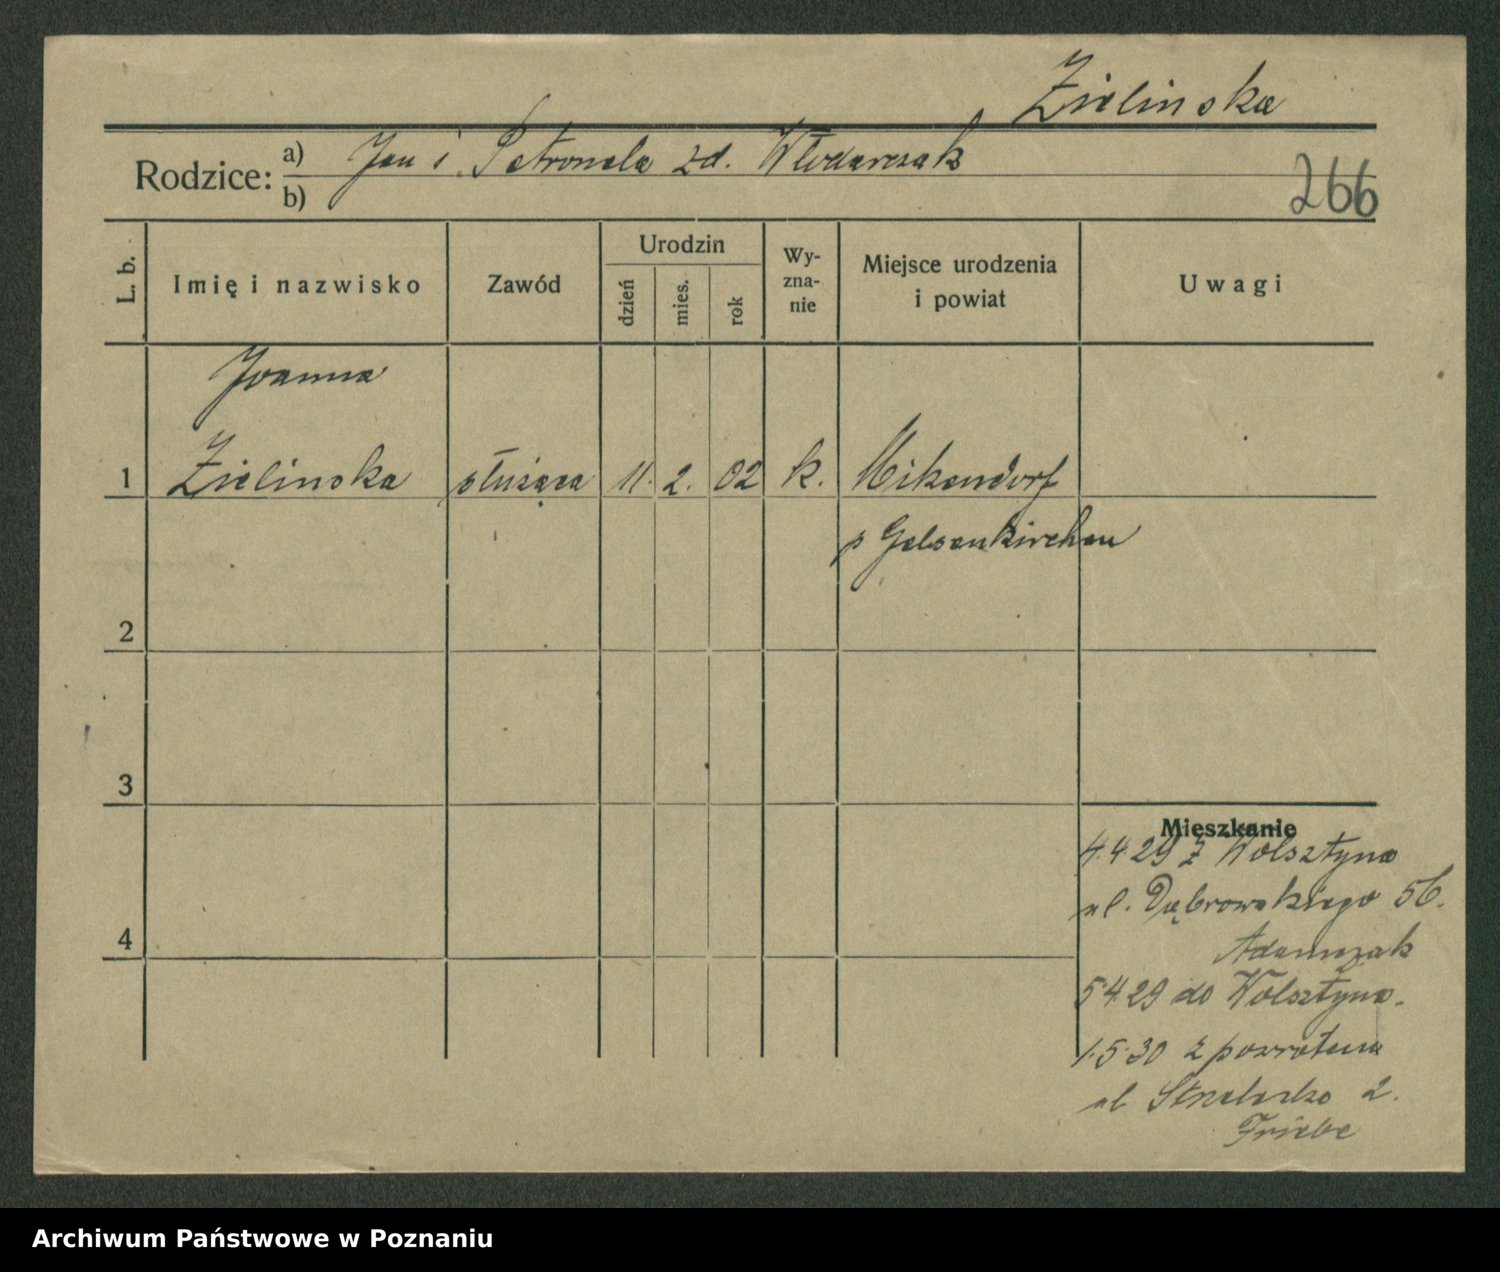 Zielinska
Rodzice: a) Jan i Petronela zd. Włodarczak
b)
266
L. b.
Imię i nazwisko
Zawód
Urodzin
dzień
mies.
rok
Wy-
zna-
nie
Miejsce urodzenia
i powiat
Uwagi
Joanna
1 Zielinska służąca 11. 2. 02 k. Mikendorf
p Gelsenkirchen
2
3
4
Mieszkanie
4.4 29 z Wolsztyna
ul. Dąbrowskiego 56.
Adamczak
5 4 29 do Wolsztyna.
1.5.30 z powrotem
ul Strzelecka 2.
Friebe
Archiwum Państwowe w Poznaniu